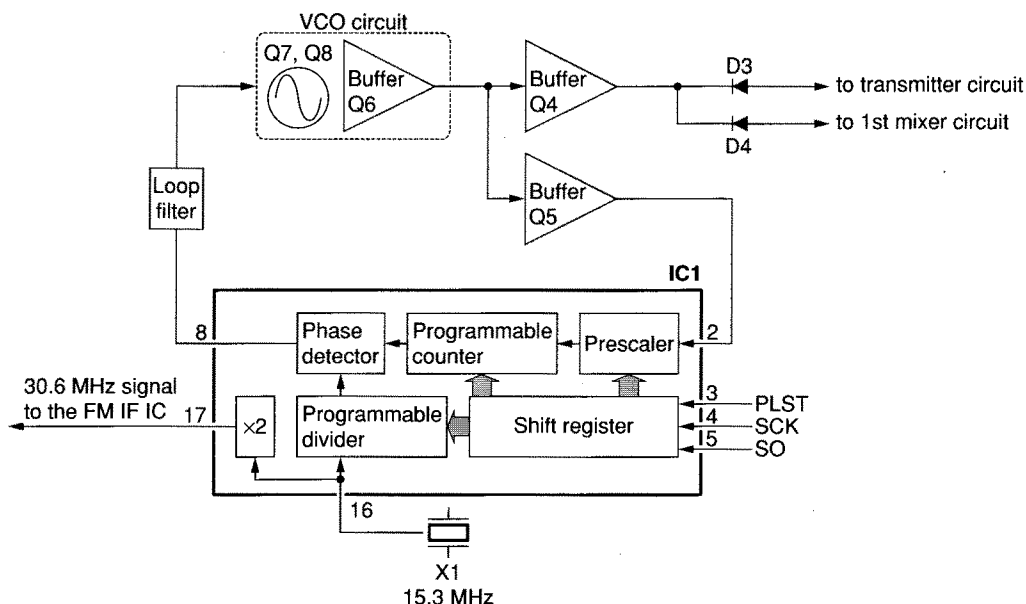 VCO circuit
Q7, Q8
Buffer
Q6
Buffer
Q4
D3
to transmitter circuit
to 1st mixer circuit
D4
Buffer
Q5
Loop
filter
IC1
8
Phase
detector
Programmable
counter
Prescaler
2
30.6 MHz signal
to the FM IF IC
17
×2
Programmable
divider
Shift register
3
PLST
4
SCK
5
SO
16
X1
15.3 MHz